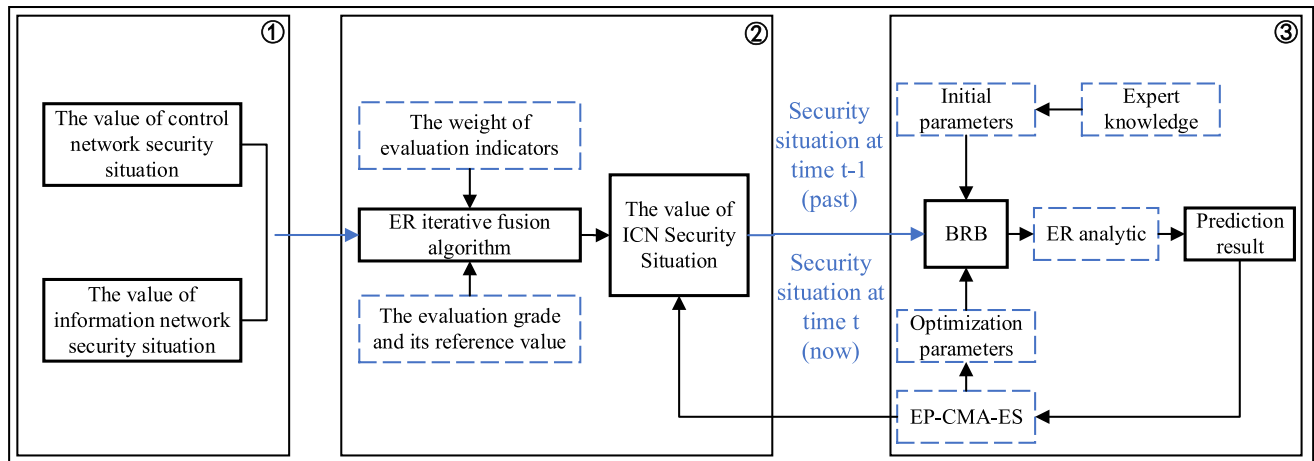 ①
The value of control
network security
situation
The value of
information network
security situation
②
The weight of
evaluation indicators
ER iterative fusion
algorithm
The evaluation grade
and its reference value
The value of
ICN Security
Situation
Security
situation at
time t-1
(past)
Security
situation at
time t
(now)
③
Initial
parameters
Expert
knowledge
BRB
ER analytic
Prediction
result
Optimization
parameters
EP-CMA-ES